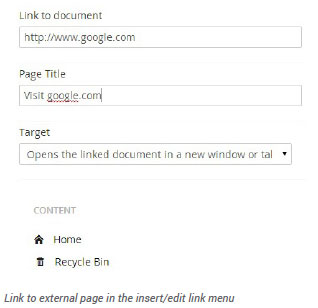 Link to document
http://www.google.com
Page Title
Visit google.com
Target
Opens the linked document in a new window or tal
CONTENT
Home
Recycle Bin
Link to external page in the insert/edit link menu